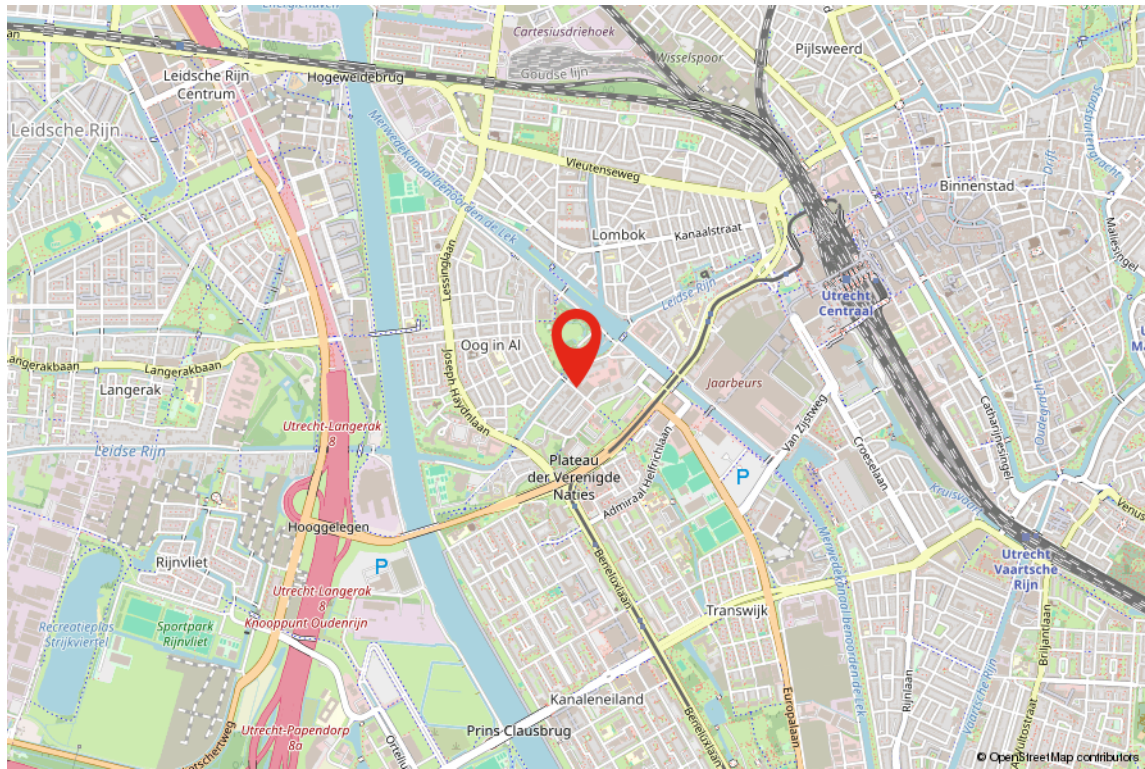 Energiehaven
Cartesiusdriehoek
Wisselspoor
Pijlsweerd
Leidsche Rijn
Centrum
Hogeweidebrug
Goudse lijn
Leidsche Rijn
Merwedekanaal benoorden de Lek
Vleutenseweg
Stadsbuitengracht
Drift
Binnenstad
Lombok
Kanaalstraat
Maliesingel
Lessinglaan
Leidse Rijn
Utrecht
Centraal
Oog in Al
Langerakbaan
Langerakbaan
Langerak
Joseph Haydnlaan
Jaarbeurs
Oudegracht
Utrecht-Langerak
8
Leidse Rijn
Van Zijstweg
Catharijnesingel
Croeselaan
Plateau
der Verenigde
Naties
P
Admiraal Helfrichlaan
Kruisvaart
Venus
Hooggelegen
Rijnvliet
P
Beneluxlaan
Utrecht
Vaartsche
Rijn
Utrecht-Langerak
8
Knooppunt Oudenrijn
Transwijk
Merwedekanaal benoorden de Lek
Recreatieplas
Strijkviertel
Sportpark
Rijnvliet
Briljantlaan
Rijnlaan
Vaartsche Rijn
Kanaleneiland
Europalaan
Beneluxlaan
Utrecht-Papendorp
8a
Prins Clausbrug
P
© OpenStreetMap contributors